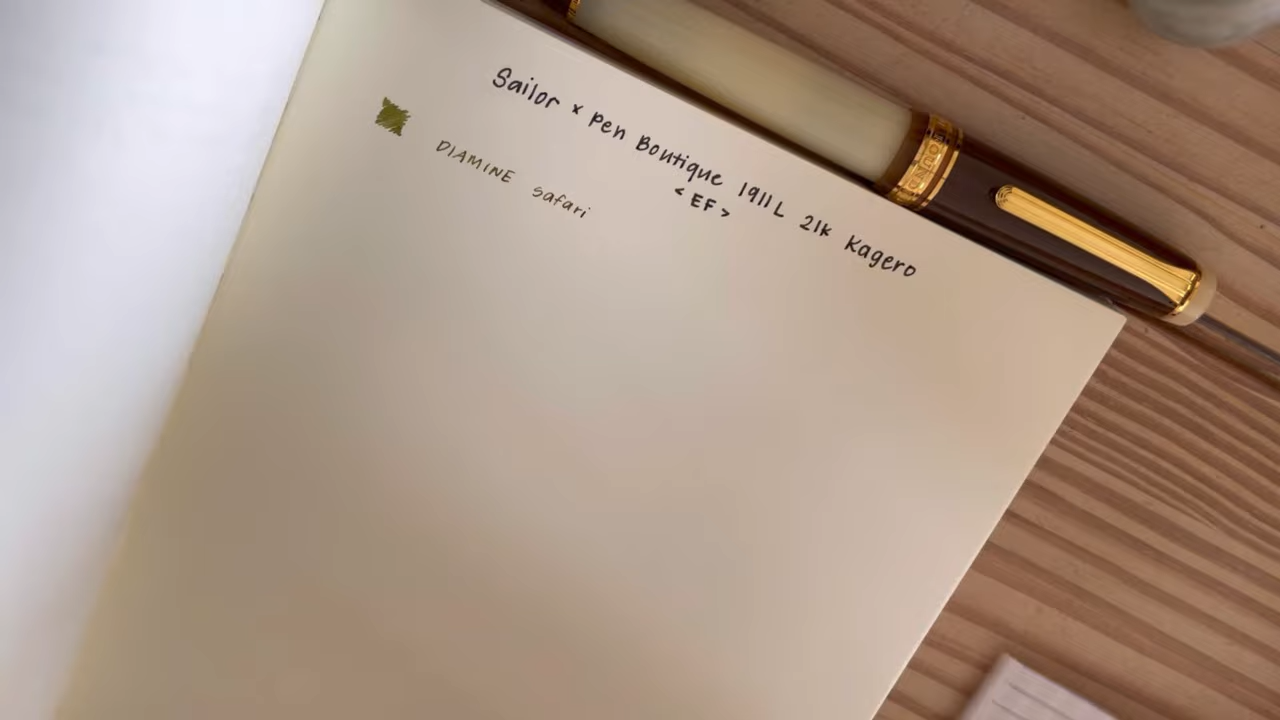 Sailor x Pen Boutique 1911L 21k Kagero
<EF>
DIAMINE safari